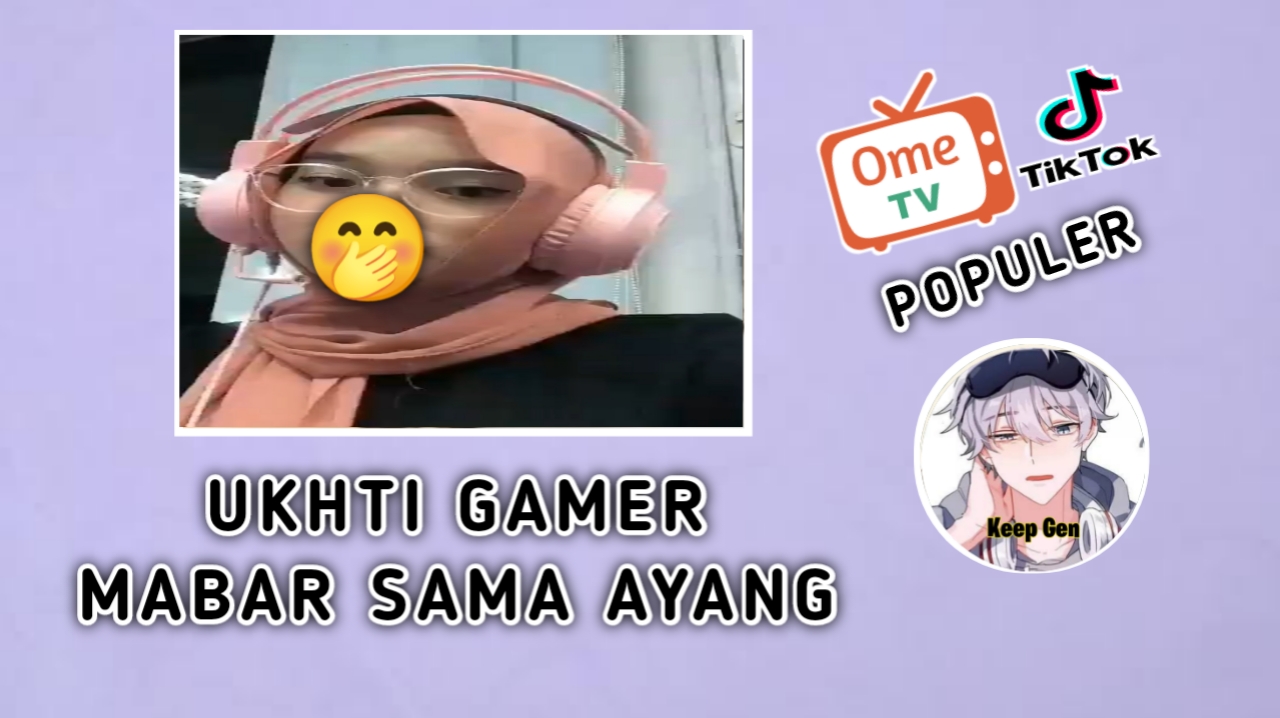 Ome
TV
TikTok
POPULER
Keep Gen
UKHTI GAMER
MABAR SAMA AYANG